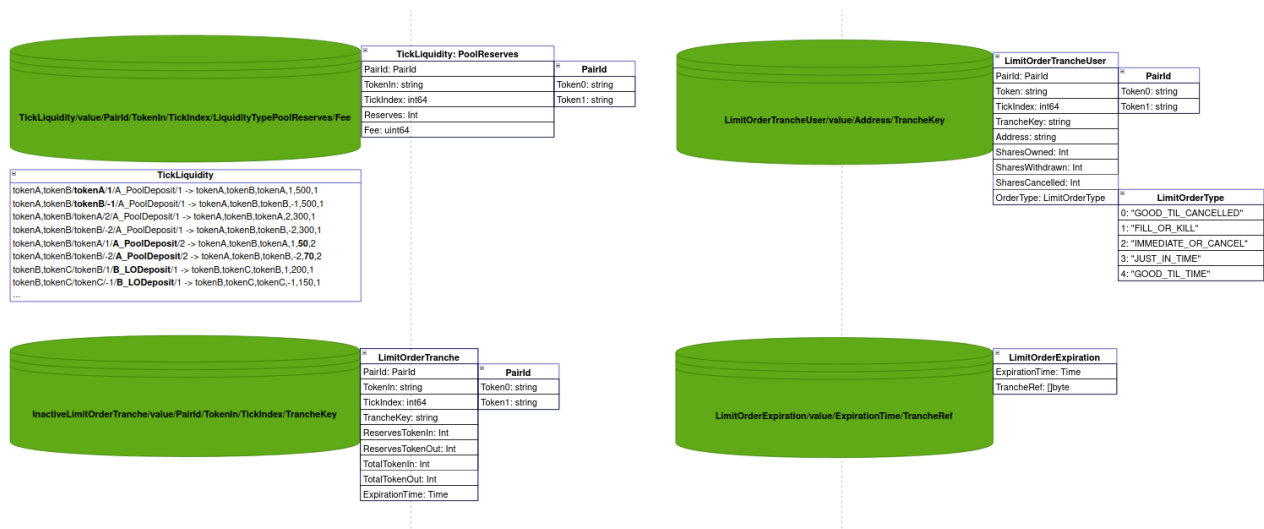 TickLiquidity/value/PairId/TokenIn/TickIndex/LiquidityTypePoolReserves/Fee
TickLiquidity: PoolReserves
PairId: PairId
TokenIn: string
TickIndex: int64
Reserves: Int
Fee: uint64
PairId
Token0: string
Token1: string
TickLiquidity
tokenA,tokenB/tokenA/1/A_PoolDeposit/1 -> tokenA,tokenB,tokenA,1,500,1
tokenA,tokenB/tokenB/-1/A_PoolDeposit/1 -> tokenA,tokenB,tokenB,-1,500,1
tokenA,tokenB/tokenA/2/A_PoolDeposit/1 -> tokenA,tokenB,tokenA,2,300,1
tokenA,tokenB/tokenB/-2/A_PoolDeposit/1 -> tokenA,tokenB,tokenB,-2,300,1
tokenA,tokenB/tokenA/1/A_PoolDeposit/2 -> tokenA,tokenB,tokenA,1,50,2
tokenA,tokenB/tokenB/-2/A_PoolDeposit/2 -> tokenA,tokenB,tokenB,-2,70,2
tokenB,tokenC/tokenB/1/B_LODeposit/1 -> tokenB,tokenC,tokenB,1,200,1
tokenB,tokenC/tokenC/-1/B_LODeposit/1 -> tokenB,tokenC,tokenC,-1,150,1
...
LimitOrderTrancheUser/value/Address/TrancheKey
LimitOrderTrancheUser
PairId: PairId
Token: string
TickIndex: int64
TrancheKey: string
Address: string
SharesOwned: Int
SharesWithdrawn: Int
SharesCancelled: Int
OrderType: LimitOrderType
PairId
Token0: string
Token1: string
LimitOrderType
0: "GOOD_TIL_CANCELLED"
1: "FILL_OR_KILL"
2: "IMMEDIATE_OR_CANCEL"
3: "JUST_IN_TIME"
4: "GOOD_TIL_TIME"
InactiveLimitOrderTranche/value/PairId/TokenIn/TickIndex/TrancheKey
LimitOrderTranche
PairId: PairId
TokenIn: string
TickIndex: int64
TrancheKey: string
ReservesTokenIn: Int
ReservesTokenOut: Int
TotalTokenIn: Int
TotalTokenOut: Int
ExpirationTime: Time
PairId
Token0: string
Token1: string
LimitOrderExpiration/value/ExpirationTime/TrancheRef
LimitOrderExpiration
ExpirationTime: Time
TrancheRef: []byte